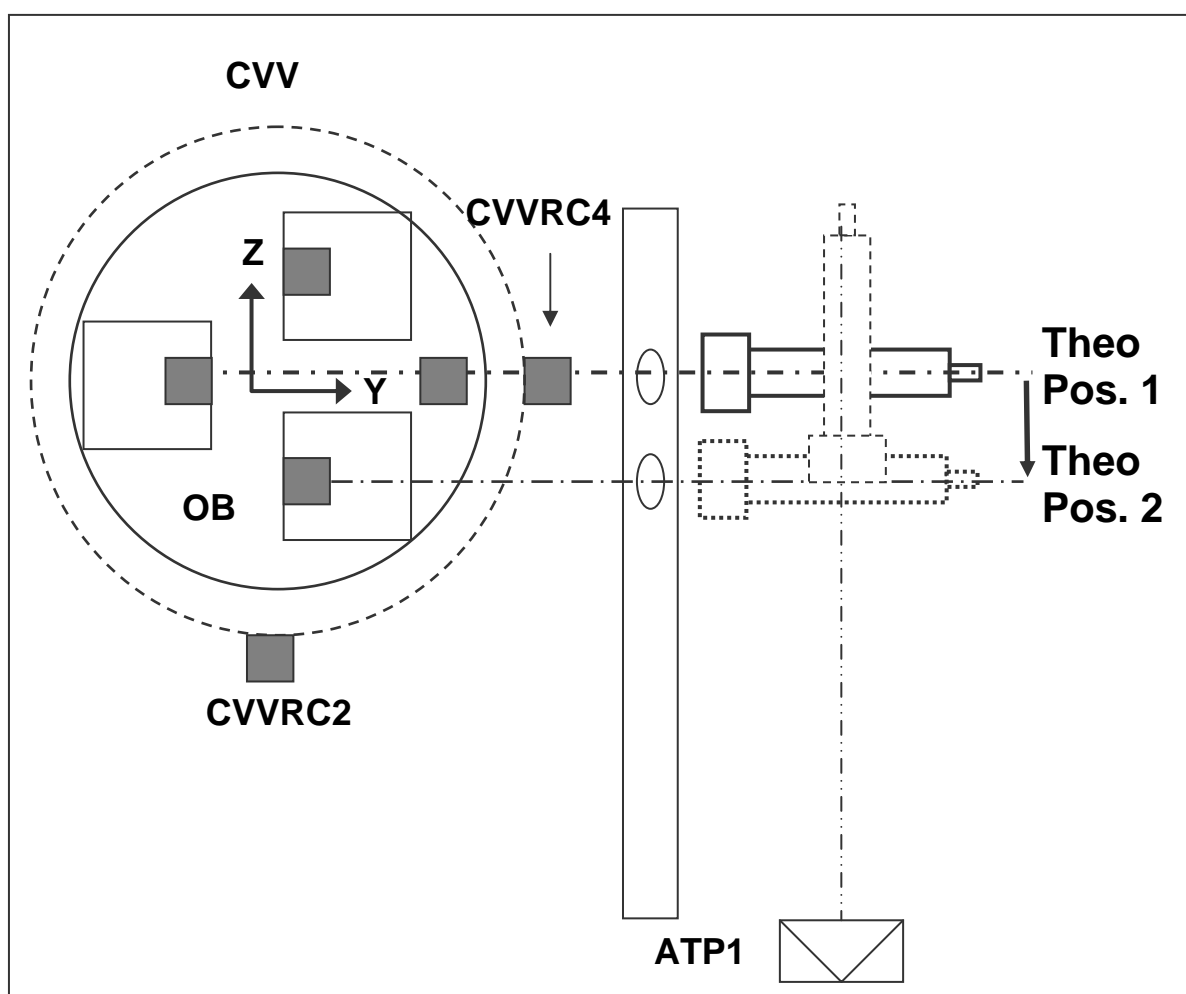 CVV
CVVRC4
Z
Y
Theo
Pos. 1
Theo
Pos. 2
OB
CVVRC2
ATP1